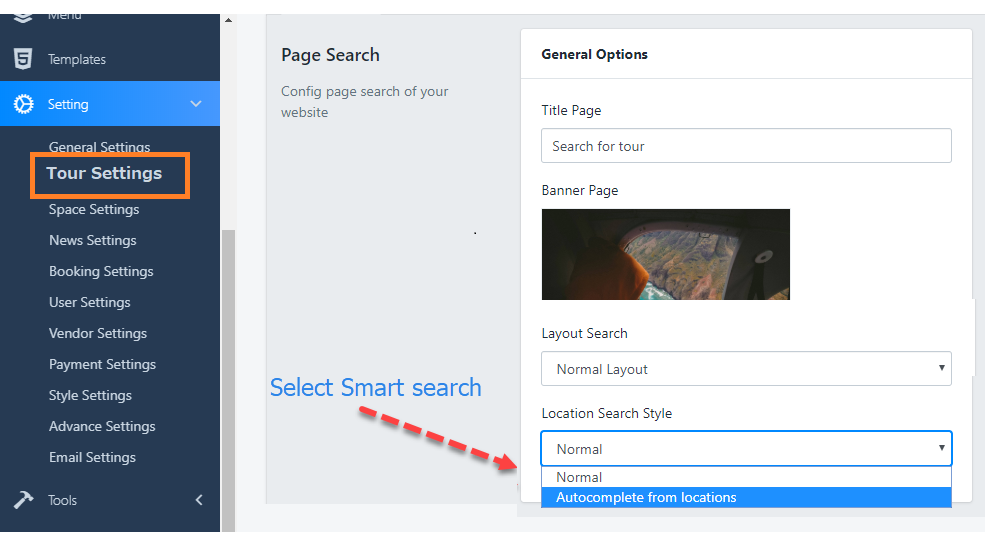 Menu
Templates
Setting
General Settings
Tour Settings
Space Settings
News Settings
Booking Settings
User Settings
Vendor Settings
Payment Settings
Style Settings
Advance Settings
Email Settings
Tools
Page Search
Config page search of your
website
Select Smart search
General Options
Title Page
Search for tour
Banner Page
Layout Search
Normal Layout
Location Search Style
Normal
Normal
Autocomplete from locations